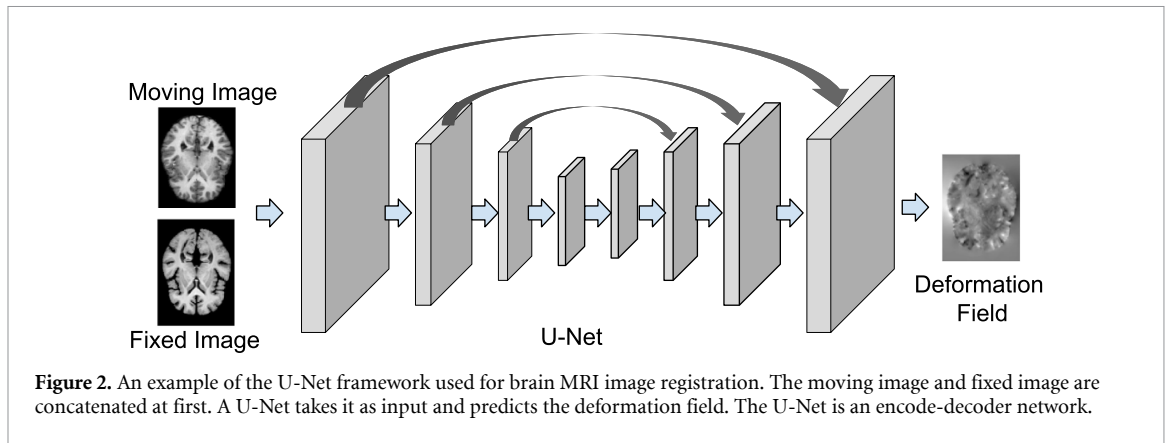 Moving Image
Fixed Image
U-Net
Deformation
Field
Figure 2. An example of the U-Net framework used for brain MRI image registration. The moving image and fixed image are
concatenated at first. A U-Net takes it as input and predicts the deformation field. The U-Net is an encode-decoder network.